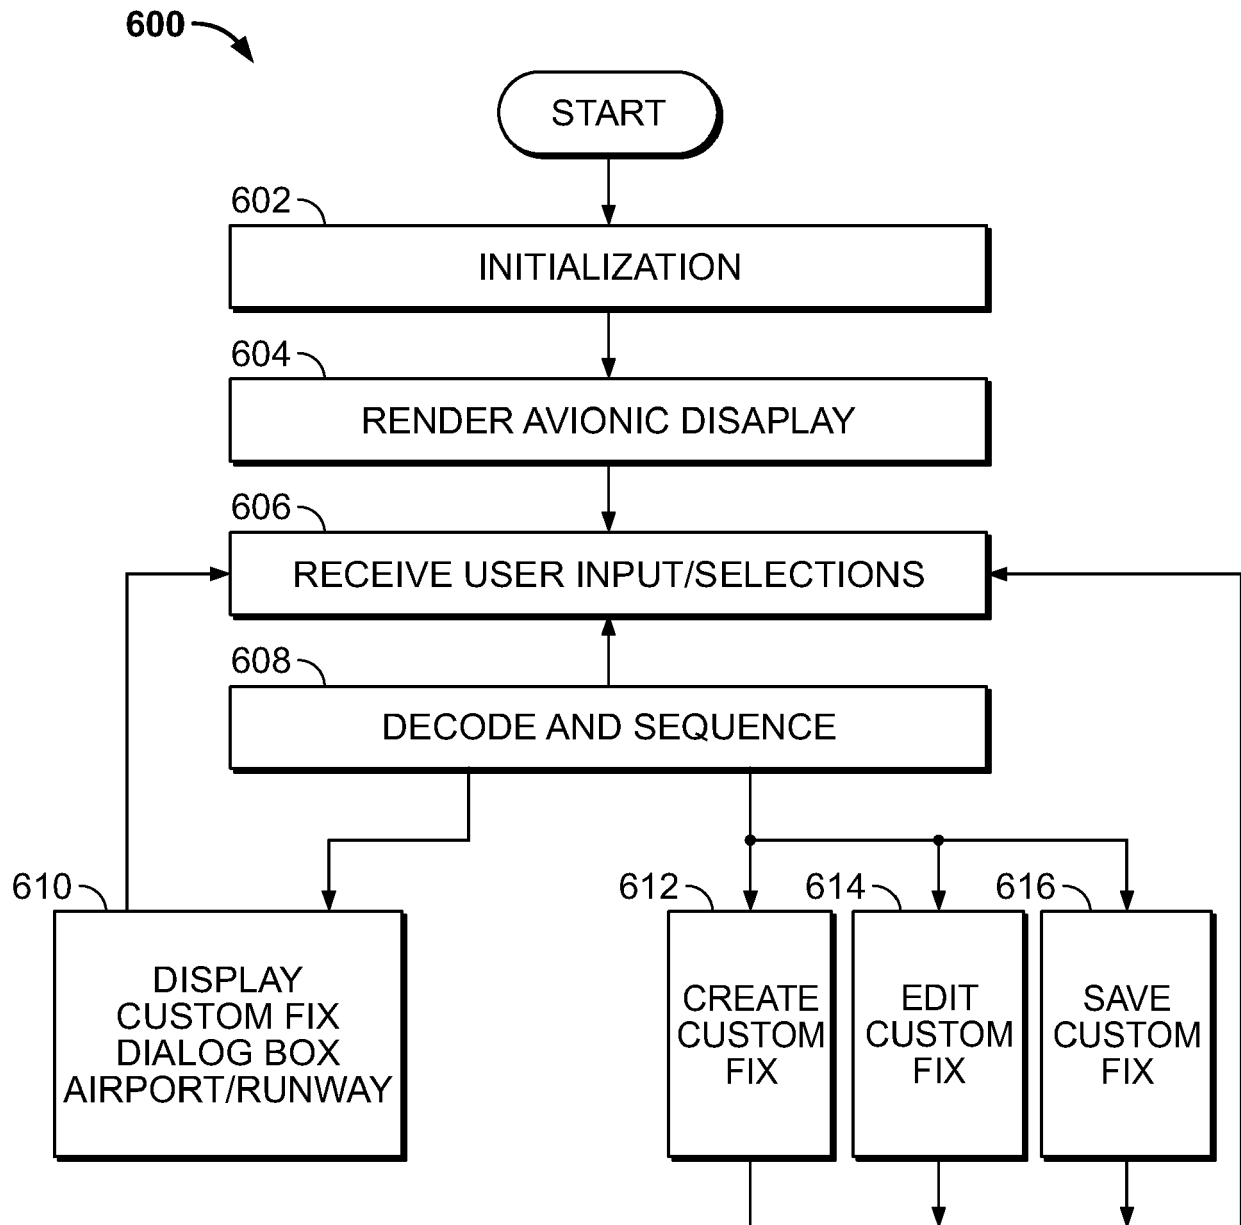 600
START
602
INITIALIZATION
604
RENDER AVIONIC DISAPLAY
606
RECEIVE USER INPUT/SELECTIONS
608
DECODE AND SEQUENCE
610
DISPLAY
CUSTOM FIX
DIALOG BOX
AIRPORT/RUNWAY
612
CREATE
CUSTOM
FIX
614
EDIT
CUSTOM
FIX
616
SAVE
CUSTOM
FIX